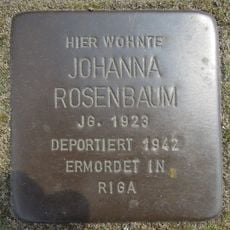 HIER WOHNTE
JOHANNA
ROSENBAUM
JG. 1923
DEPORTIERT 1942
ERMORDET IN
RIGA